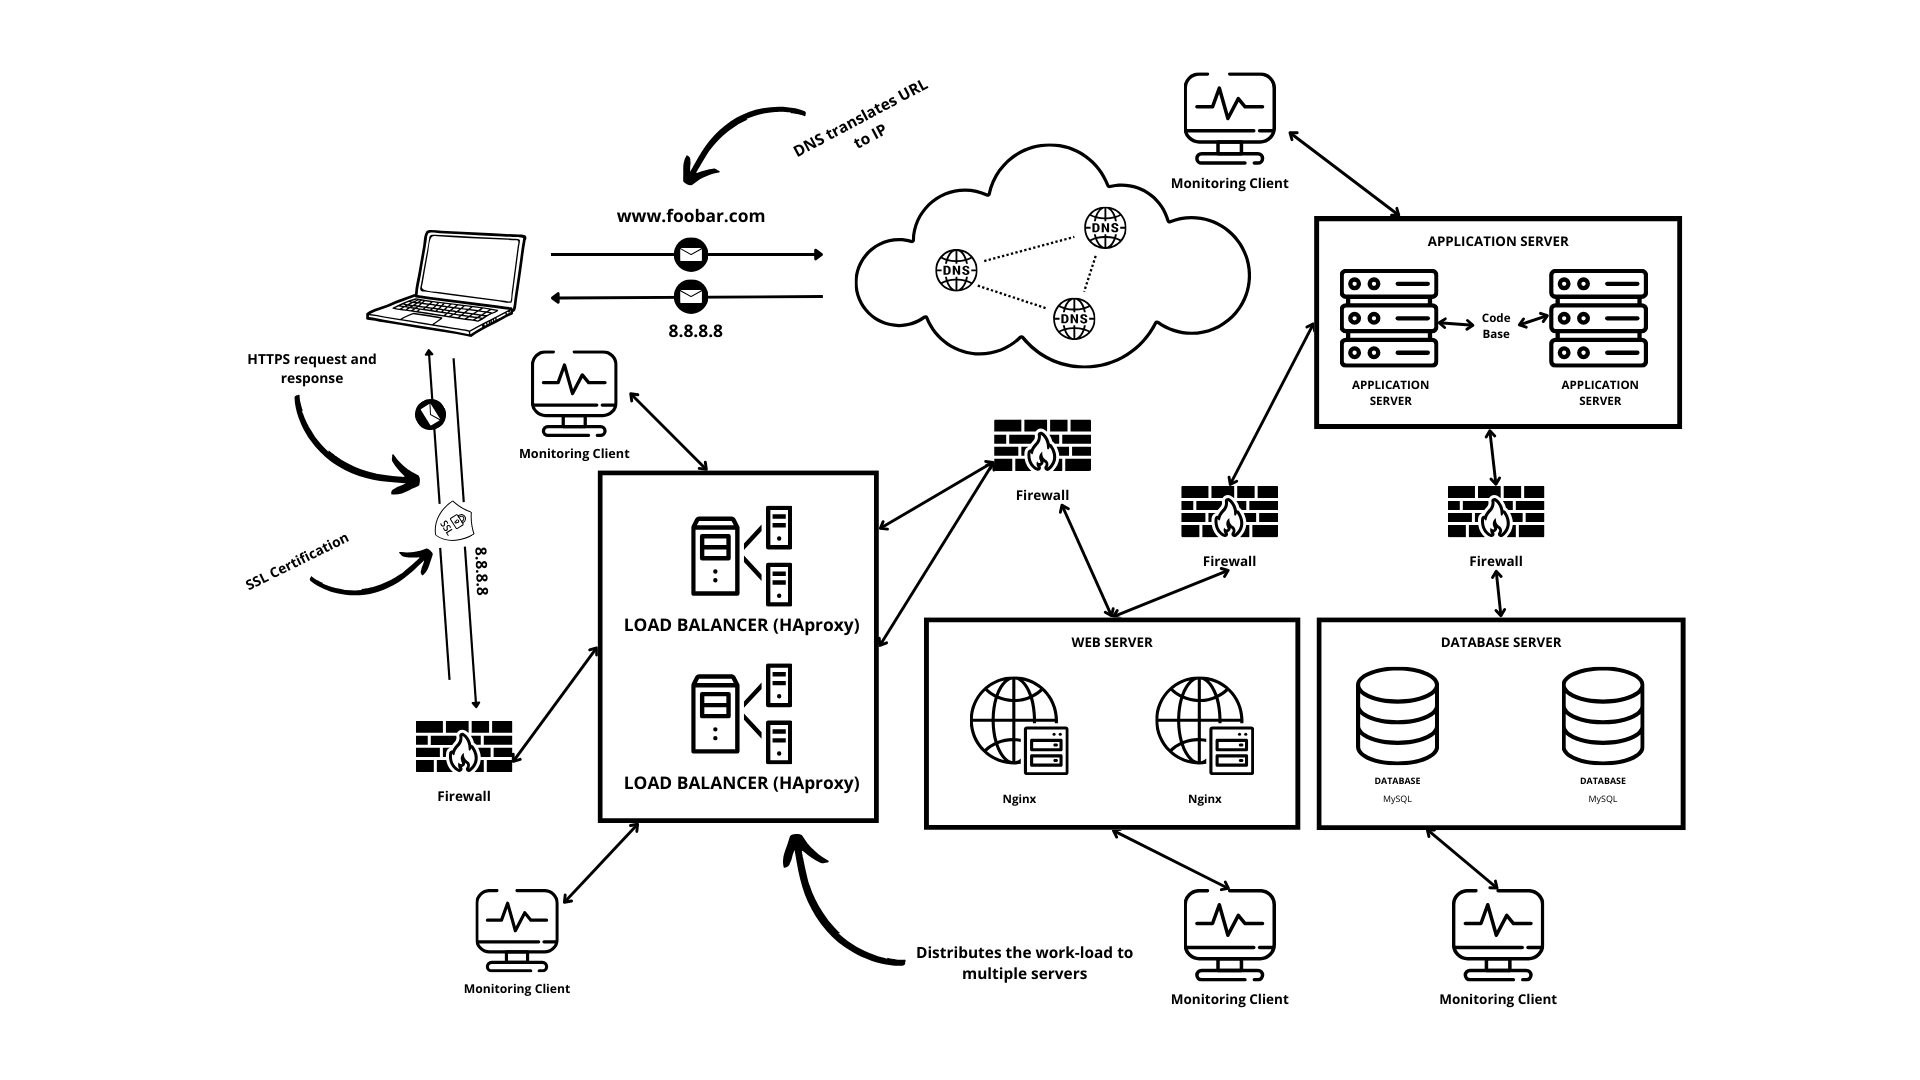 DNS translates URL
to IP
www.foobar.com
8.8.8.8
DNS
DNS
DNS
Monitoring Client
APPLICATION SERVER
Code
Base
APPLICATION
SERVER
APPLICATION
SERVER
HTTPS request and
response
Monitoring Client
SSL
SSL Certification
8.8.8.8
Firewall
LOAD BALANCER (HAproxy)
LOAD BALANCER (HAproxy)
Firewall
Firewall
Firewall
WEB SERVER
Nginx
Nginx
DATABASE SERVER
DATABASE
MySQL
DATABASE
MySQL
Monitoring Client
Distributes the work-load to
multiple servers
Monitoring Client
Monitoring Client